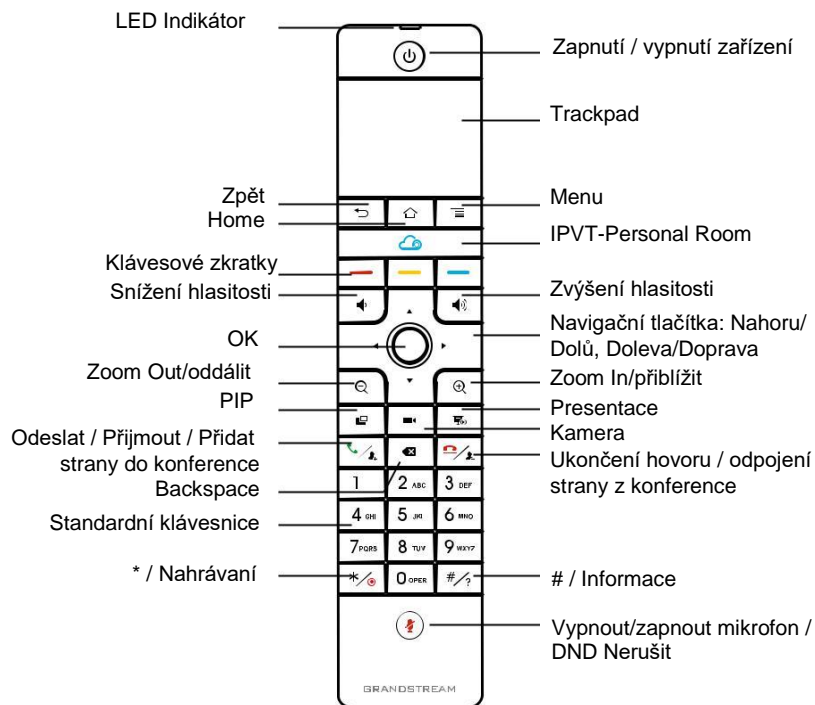 LED Indikátor
Zapnutí / vypnutí zařízení
Trackpad
Zpět
Home
Menu
IPVT-Personal Room
Klávesové zkratky
Snížení hlasitosti
Zvýšení hlasitosti
Navigační tlačítka: Nahoru/
Dolů, Doleva/Doprava
OK
Zoom Out/oddálit
Zoom In/přiblížit
PIP
Presentace
Kamera
Odeslat / Přijmout / Přidat
strany do konference
Ukončení hovoru / odpojení
strany z konference
Backspace
1
2 ABC
3 DEF
Standardní klávesnice
4 GHI
5 JKL
6 MNO
7 PQRS
8 TUV
9 WXYZ
* / Nahrávaní
*/
0 OPER
#/?
# / Informace
Vypnout/zapnout mikrofon /
DND Nerušit
GRANDSTREAM